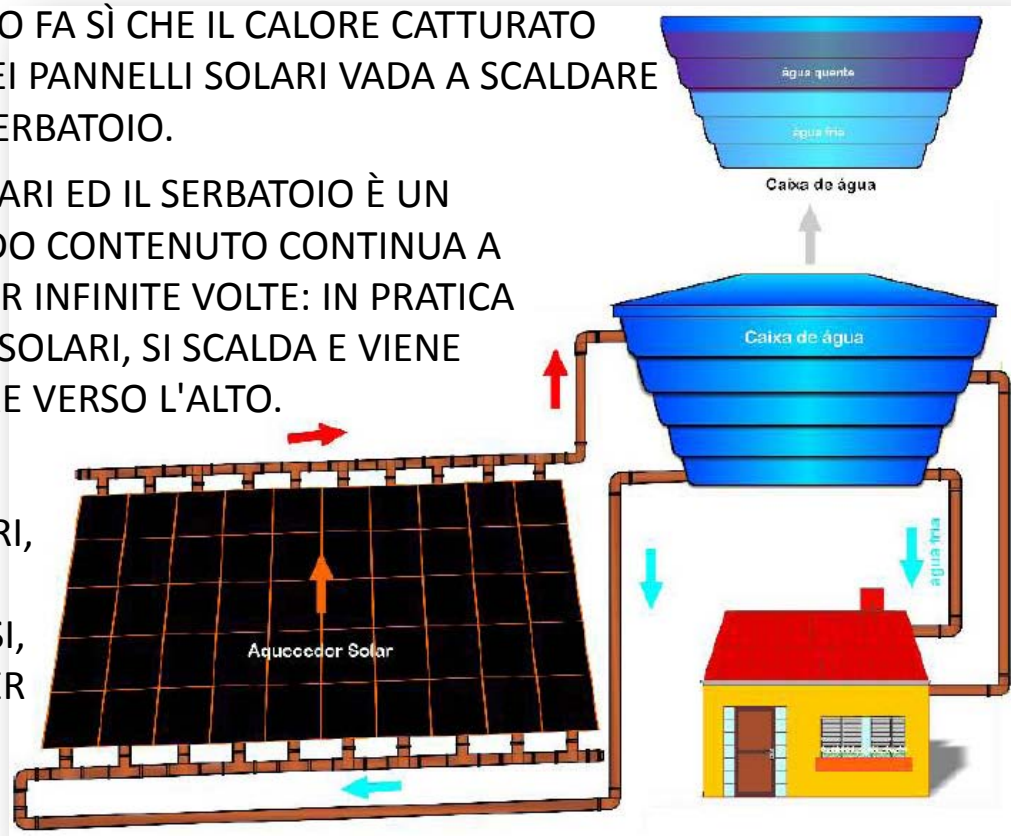 O FA SÌ CHE IL CALORE CATTURATO
EI PANNELLI SOLARI VADA A SCALDARE
ERBATOIO.
ARI ED IL SERBATOIO È UN
DO CONTENUTO CONTINUA A
R INFINITE VOLTE: IN PRATICA
SOLARI, SI SCALDA E VIENE
E VERSO L'ALTO.
RI,
SI,
ER
água quente
água fria
Caixa de água
Caixa de água
água fria
Aquecedor Solar